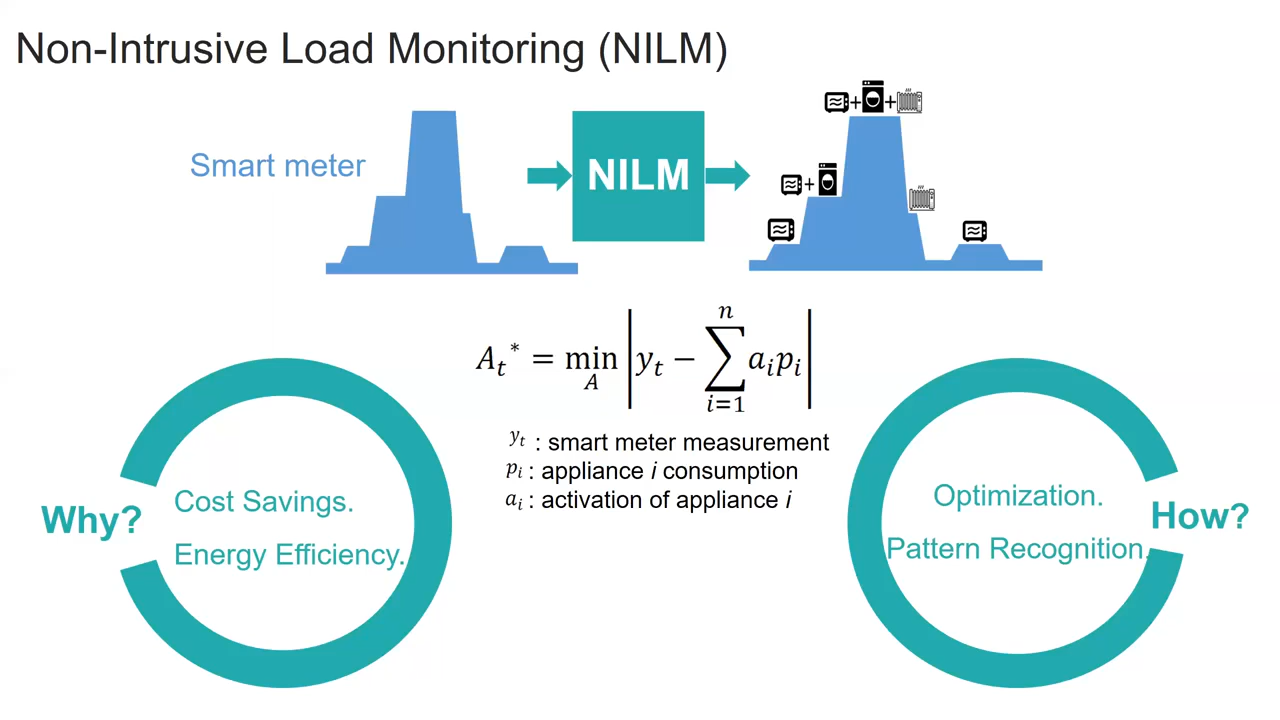 Non-Intrusive Load Monitoring (NILM)
Smart meter
NILM
+ +
+
A_t^* = min_A | y_t − ∑_{i=1}^{n} a_i p_i |
y_t : smart meter measurement
p_i : appliance i consumption
a_i : activation of appliance i
Why?
Cost Savings.
Energy Efficiency.
How?
Optimization.
Pattern Recognition.